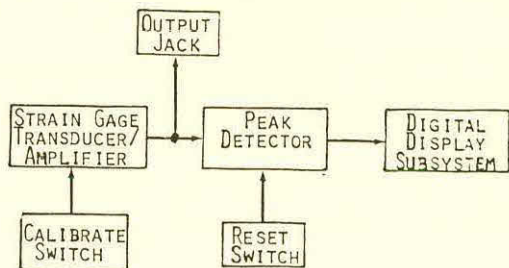 OUTPUT
JACK
STRAIN GAGE
TRANSDUCER/
AMPLIFIER
PEAK
DETECTOR
DIGITAL
DISPLAY
SUBSYSTEM
CALIBRATE
SWITCH
RESET
SWITCH